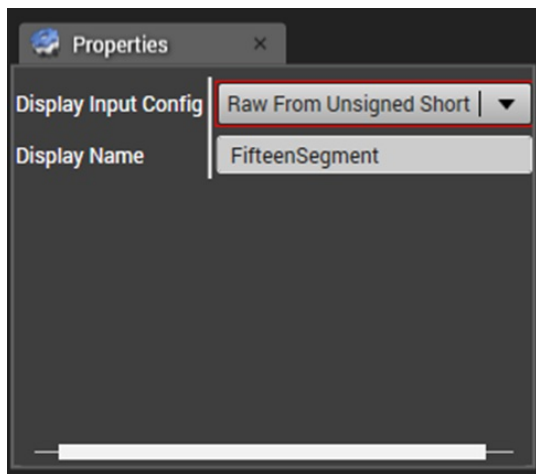 Properties
Display Input Config Raw From Unsigned Short
Display Name FifteenSegment